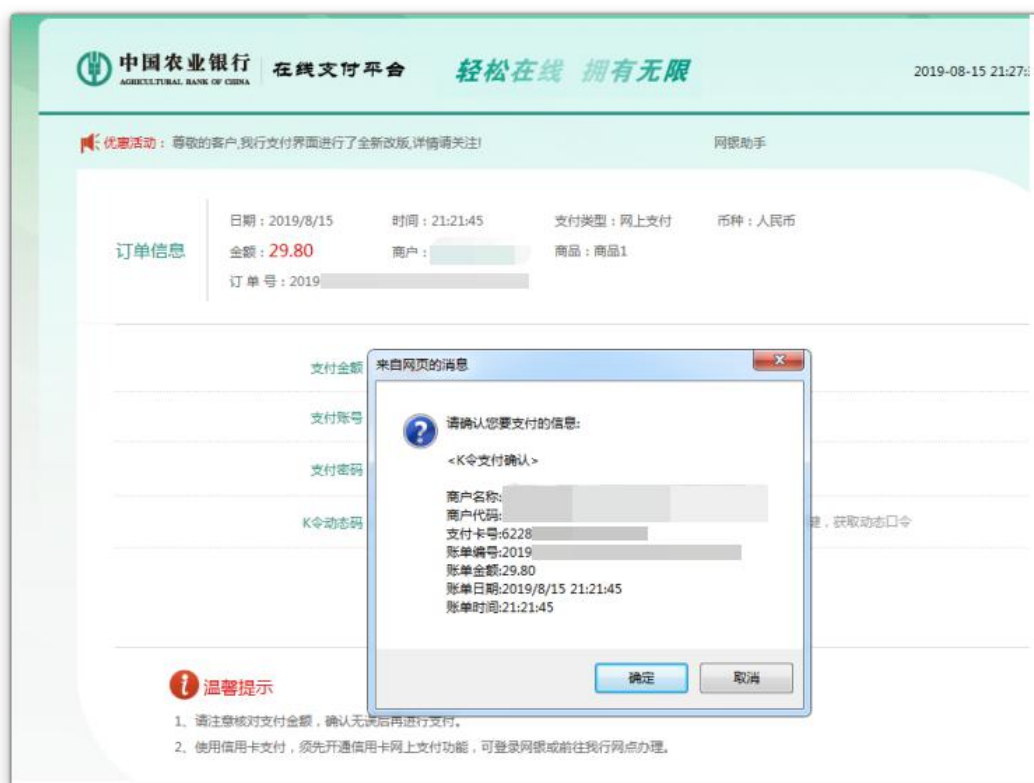 中国农业银行
AGRICULTURAL BANK OF CHINA
在线支付平台
轻松在线 拥有无限
2019-08-15 21:27:
优惠活动：尊敬的客户,我行支付界面进行了全新改版,详情请关注!
网银助手
订单信息
日期：2019/8/15 时间：21:21:45 支付类型：网上支付 币种：人民币
金额：29.80 商户： 商品：商品1
订 单 号：2019
支付金额
支付账号
支付密码
K令动态码
，获取动态口令
来自网页的消息
请确认您要支付的信息:
<K令支付确认>
商户名称:
商户代码:
支付卡号:6228
账单编号:2019
账单金额:29.80
账单日期:2019/8/15 21:21:45
账单时间:21:21:45
确定 取消
温馨提示
1、请注意核对支付金额，确认无误后再进行支付。
2、使用信用卡支付，须先开通信用卡网上支付功能，可登录网银或前往我行网点办理。